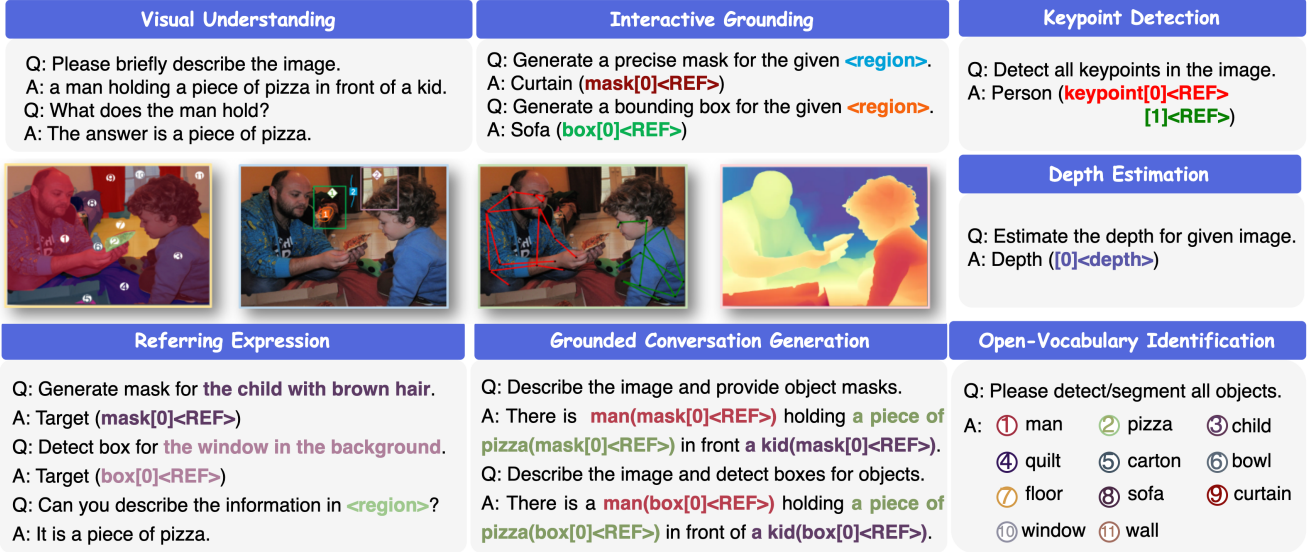 Visual Understanding
Q: Please briefly describe the image.
A: a man holding a piece of pizza in front of a kid.
Q: What does the man hold?
A: The answer is a piece of pizza.
Interactive Grounding
Q: Generate a precise mask for the given <region>.
A: Curtain (mask[0]<REF>)
Q: Generate a bounding box for the given <region>.
A: Sofa (box[0]<REF>)
Keypoint Detection
Q: Detect all keypoints in the image.
A: Person (keypoint[0]<REF>
[1]<REF>)
Depth Estimation
Q: Estimate the depth for given image.
A: Depth ([0]<depth>)
Referring Expression
Q: Generate mask for the child with brown hair.
A: Target (mask[0]<REF>)
Q: Detect box for the window in the background.
A: Target (box[0]<REF>)
Q: Can you describe the information in <region>?
A: It is a piece of pizza.
Grounded Conversation Generation
Q: Describe the image and provide object masks.
A: There is man(mask[0]<REF>) holding a piece of
pizza(mask[0]<REF>) in front a kid(mask[0]<REF>).
Q: Describe the image and detect boxes for objects.
A: There is a man(box[0]<REF>) holding a piece of
pizza(box[0]<REF>) in front of a kid(box[0]<REF>).
Open-Vocabulary Identification
Q: Please detect/segment all objects.
A: ① man ② pizza ③ child
④ quilt ⑤ carton ⑥ bowl
⑦ floor ⑧ sofa ⑨ curtain
⑩ window ⑪ wall